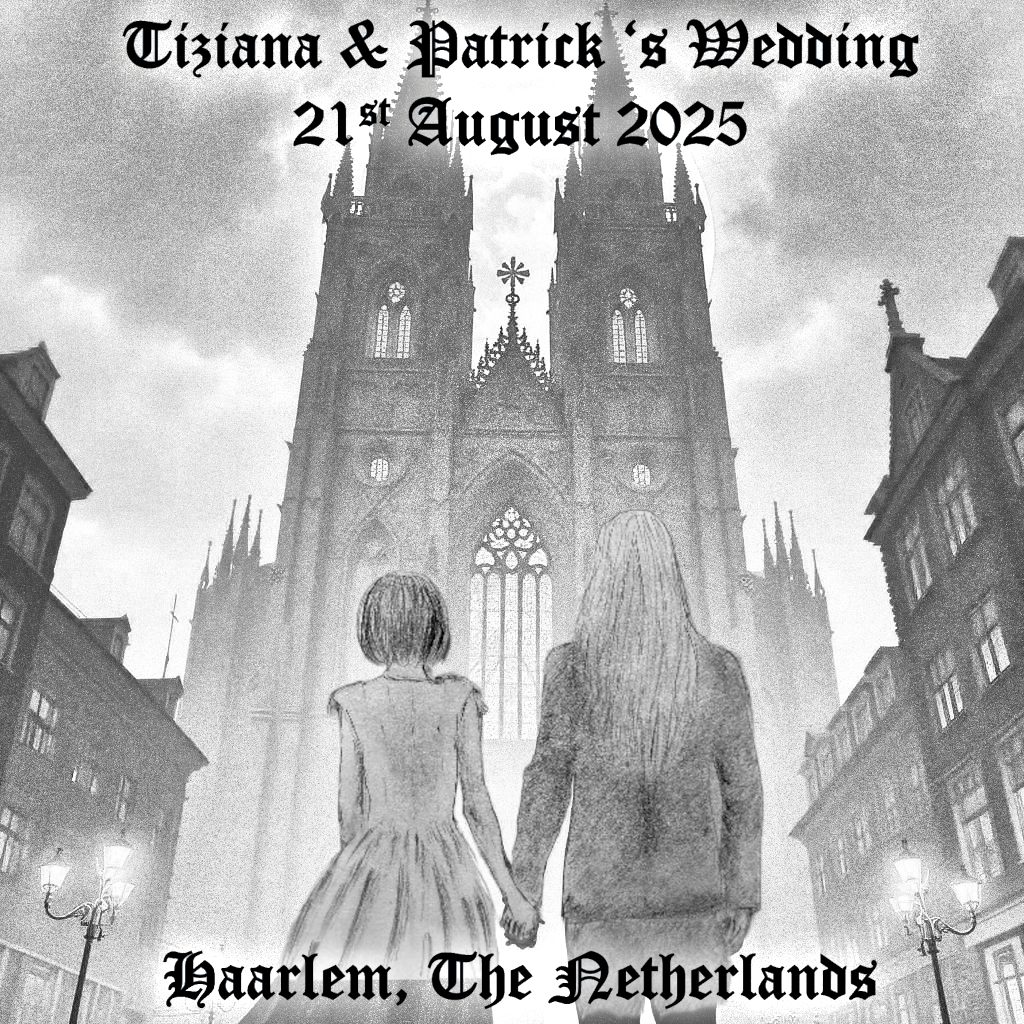 Tiziana & Patrick ‘s Wedding
21st August 2025
Haarlem, The Netherlands